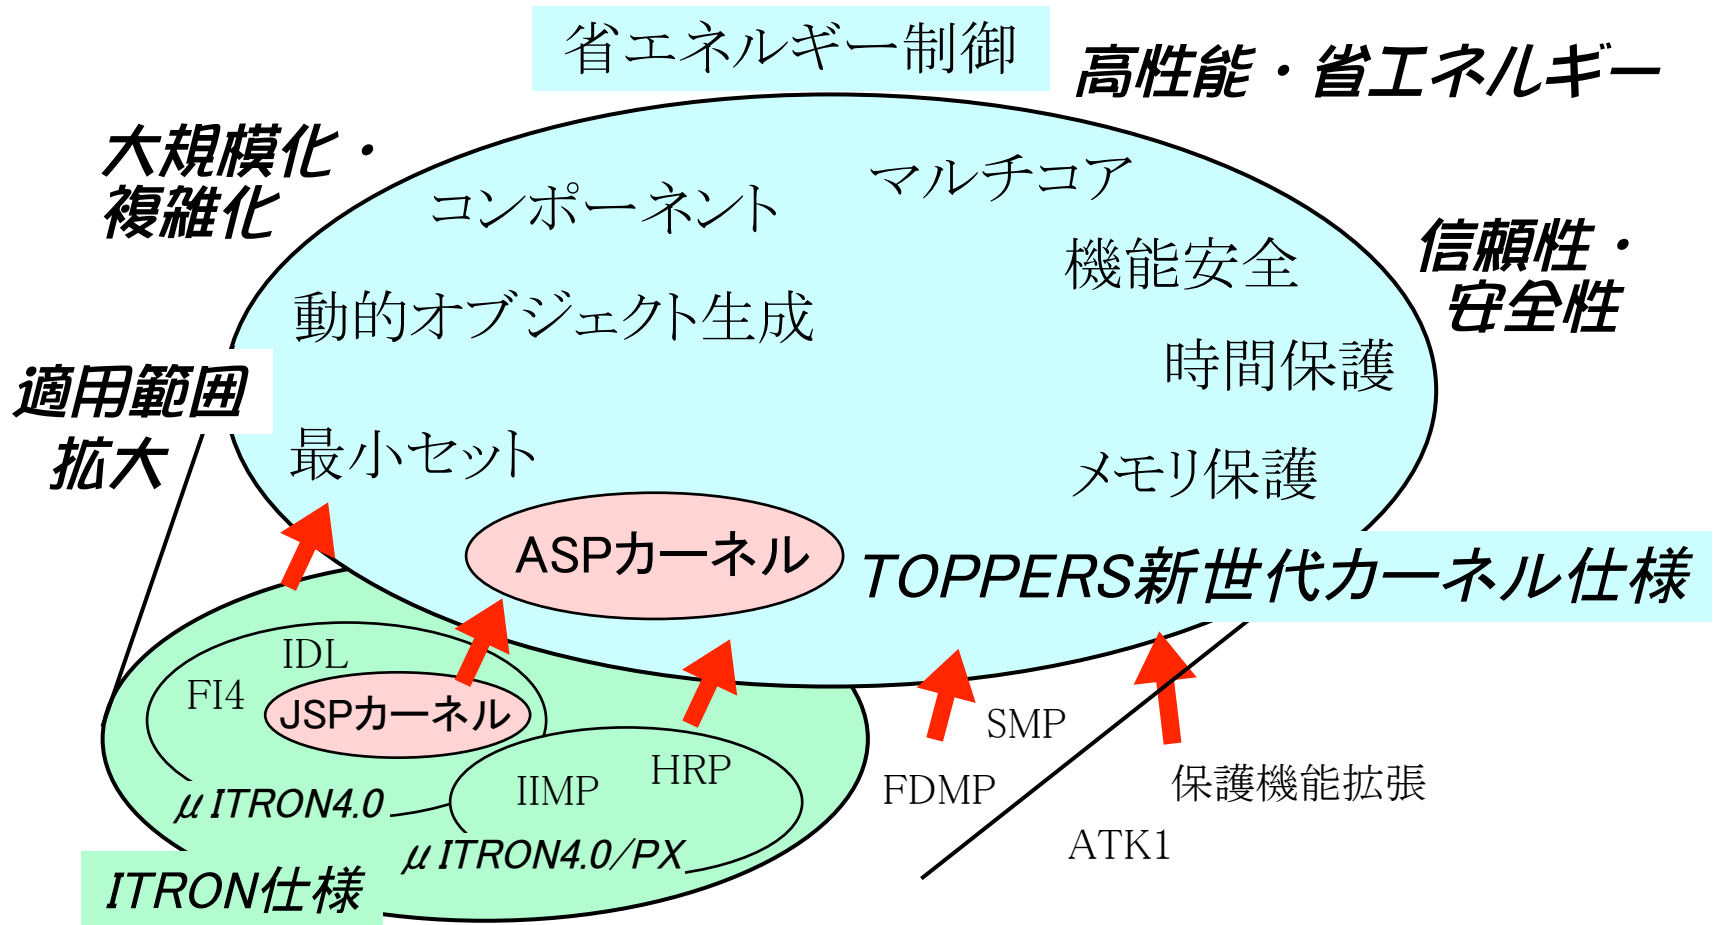 省エネルギー制御
高性能・省エネルギー
大規模化・
複雑化
マルチコア
コンポーネント
信頼性・
安全性
機能安全
動的オブジェクト生成
時間保護
適用範囲
拡大
最小セット
メモリ保護
ASPカーネル
TOPPERS新世代カーネル仕様
IDL
FI4
JSPカーネル
SMP
HRP
IIMP
FDMP
保護機能拡張
μITRON4.0
ATK1
μITRON4.0/PX
ITRON仕様